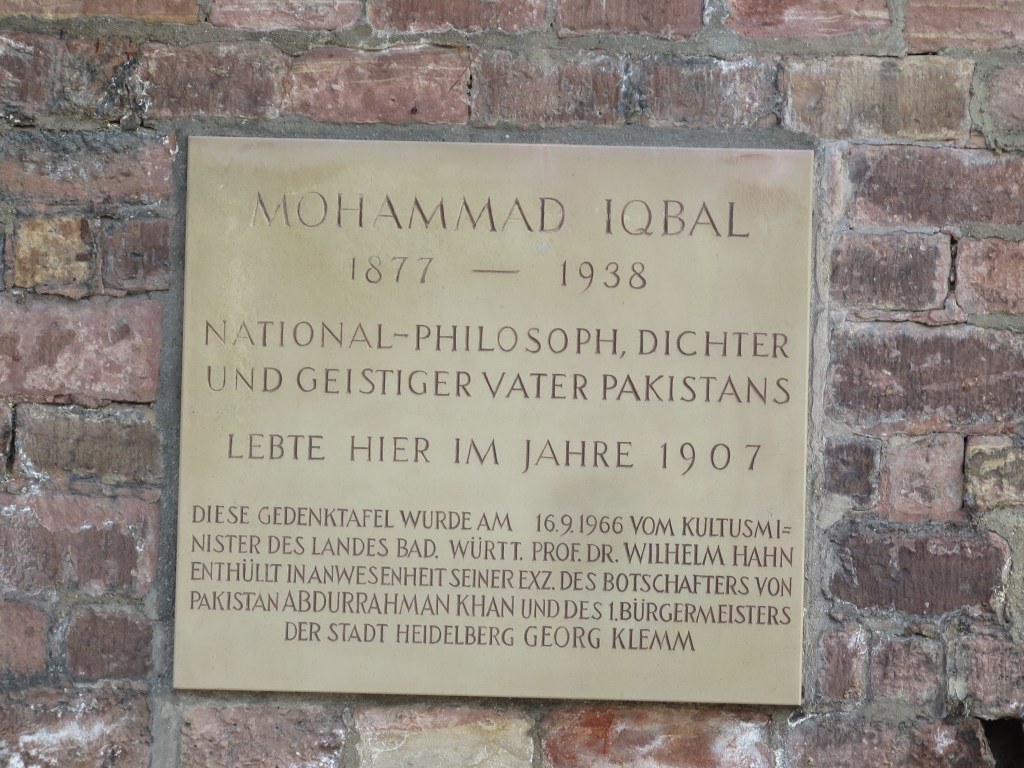 MOHAMMAD IQBAL
1877 — 1938
NATIONAL-PHILOSOPH, DICHTER
UND GEISTIGER VATER PAKISTANS
LEBTE HIER IM JAHRE 1907
DIESE GEDENKTAFEL WURDE AM 16.9.1966 VOM KULTUSMI=
NISTER DES LANDES BAD. WÜRTT. PROF. DR. WILHELM HAHN
ENTHÜLLT IN ANWESENHEIT SEINER EXZ. DES BOTSCHAFTERS VON
PAKISTAN ABDURRAHMAN KHAN UND DES 1. BÜRGERMEISTERS
DER STADT HEIDELBERG GEORG KLEMM